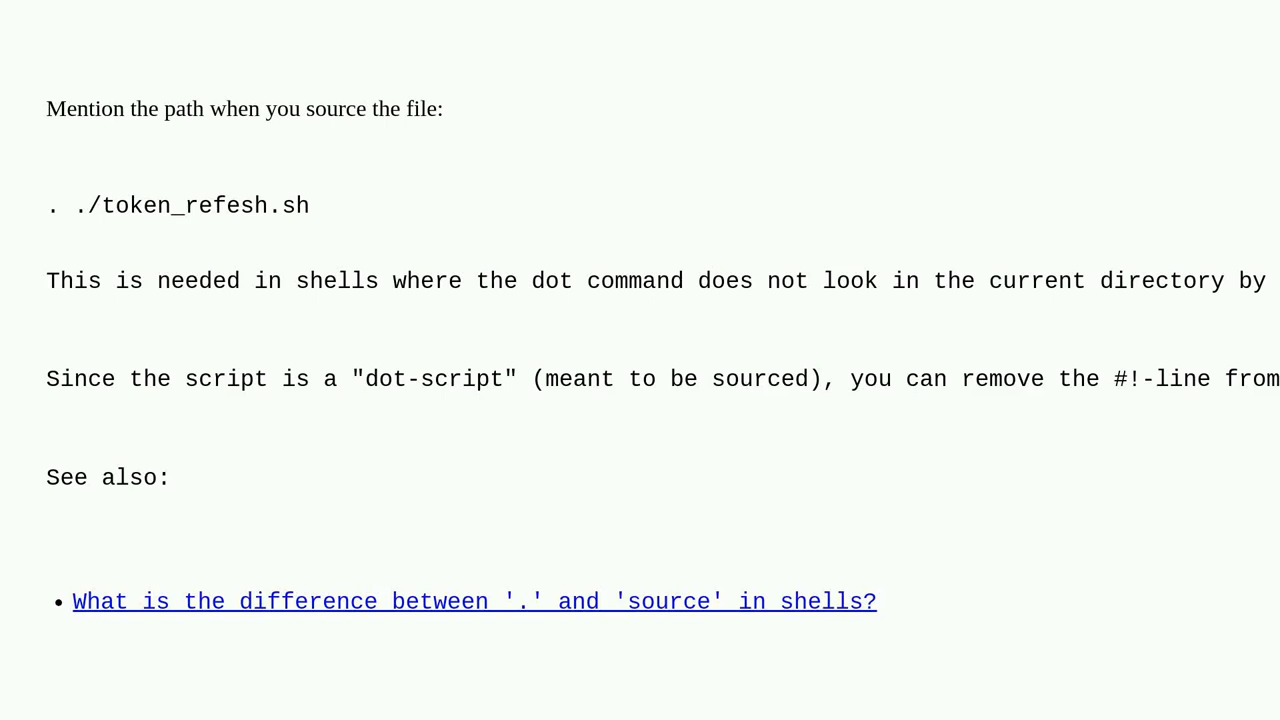 Mention the path when you source the file:
. ./token_refesh.sh
This is needed in shells where the dot command does not look in the current directory by
Since the script is a "dot-script" (meant to be sourced), you can remove the #!-line from
See also:
• What is the difference between '.' and 'source' in shells?